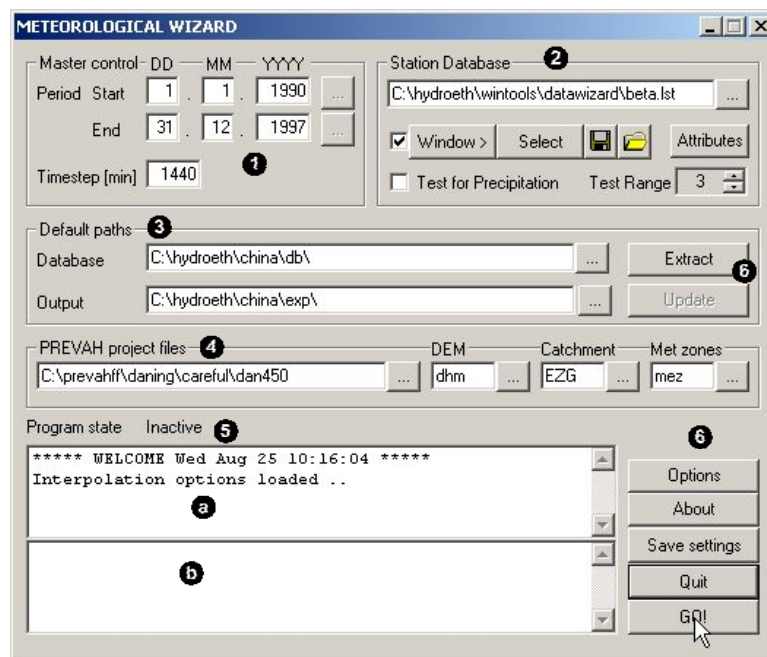 METEOROLOGICAL WIZARD
Master control DD MM YYYY
Period Start 1 . 1 . 1990 ...
End 31 . 12 . 1997 ...
1
Timestep [min] 1440
Station Database 2
C:\hydroeth\wintools\datawizard\beta.lst ...
Window > Select Attributes
Test for Precipitation Test Range 3
Default paths 3
Database C:\hydroeth\china\db\ ... Extract
6
Output C:\hydroeth\china\exp\ ... Update
PREVAH project files 4 DEM Catchment Met zones
C:\prevahff\daning\careful\dan450 ... dhm ... EZG ... mez ...
Program state Inactive 5
6
***** WELCOME Wed Aug 25 10:16:04 *****
Interpolation options loaded ..
a
b
Options
About
Save settings
Quit
GO!